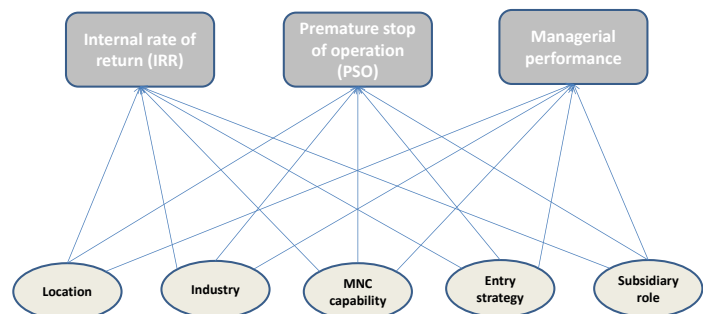 Internal rate of
return (IRR)
Premature stop
of operation
(PSO)
Managerial
performance
Location
Industry
MNC
capability
Entry
strategy
Subsidiary
role